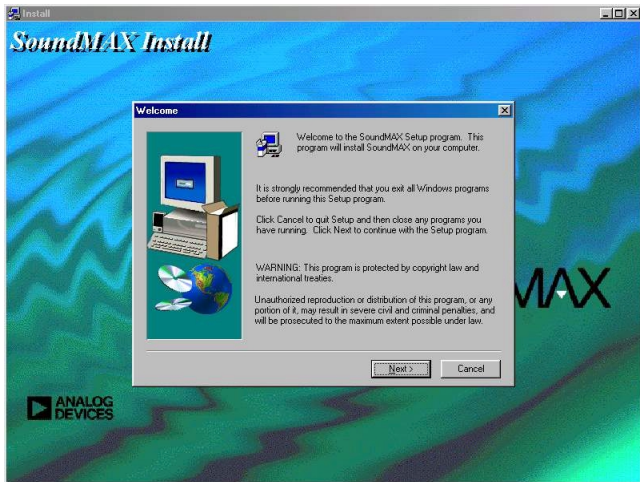 Install
SoundMAX Install
Welcome
Welcome to the SoundMAX Setup program. This
program will install SoundMAX on your computer.
It is strongly recommended that you exit all Windows programs
before running this Setup program.
Click Cancel to quit Setup and then close any programs you
have running. Click Next to continue with the Setup program.
WARNING: This program is protected by copyright law and
international treaties.
Unauthorized reproduction or distribution of this program, or any
portion of it, may result in severe civil and criminal penalties, and
will be prosecuted to the maximum extent possible under law.
MAX
Next >
Cancel
ANALOG
DEVICES